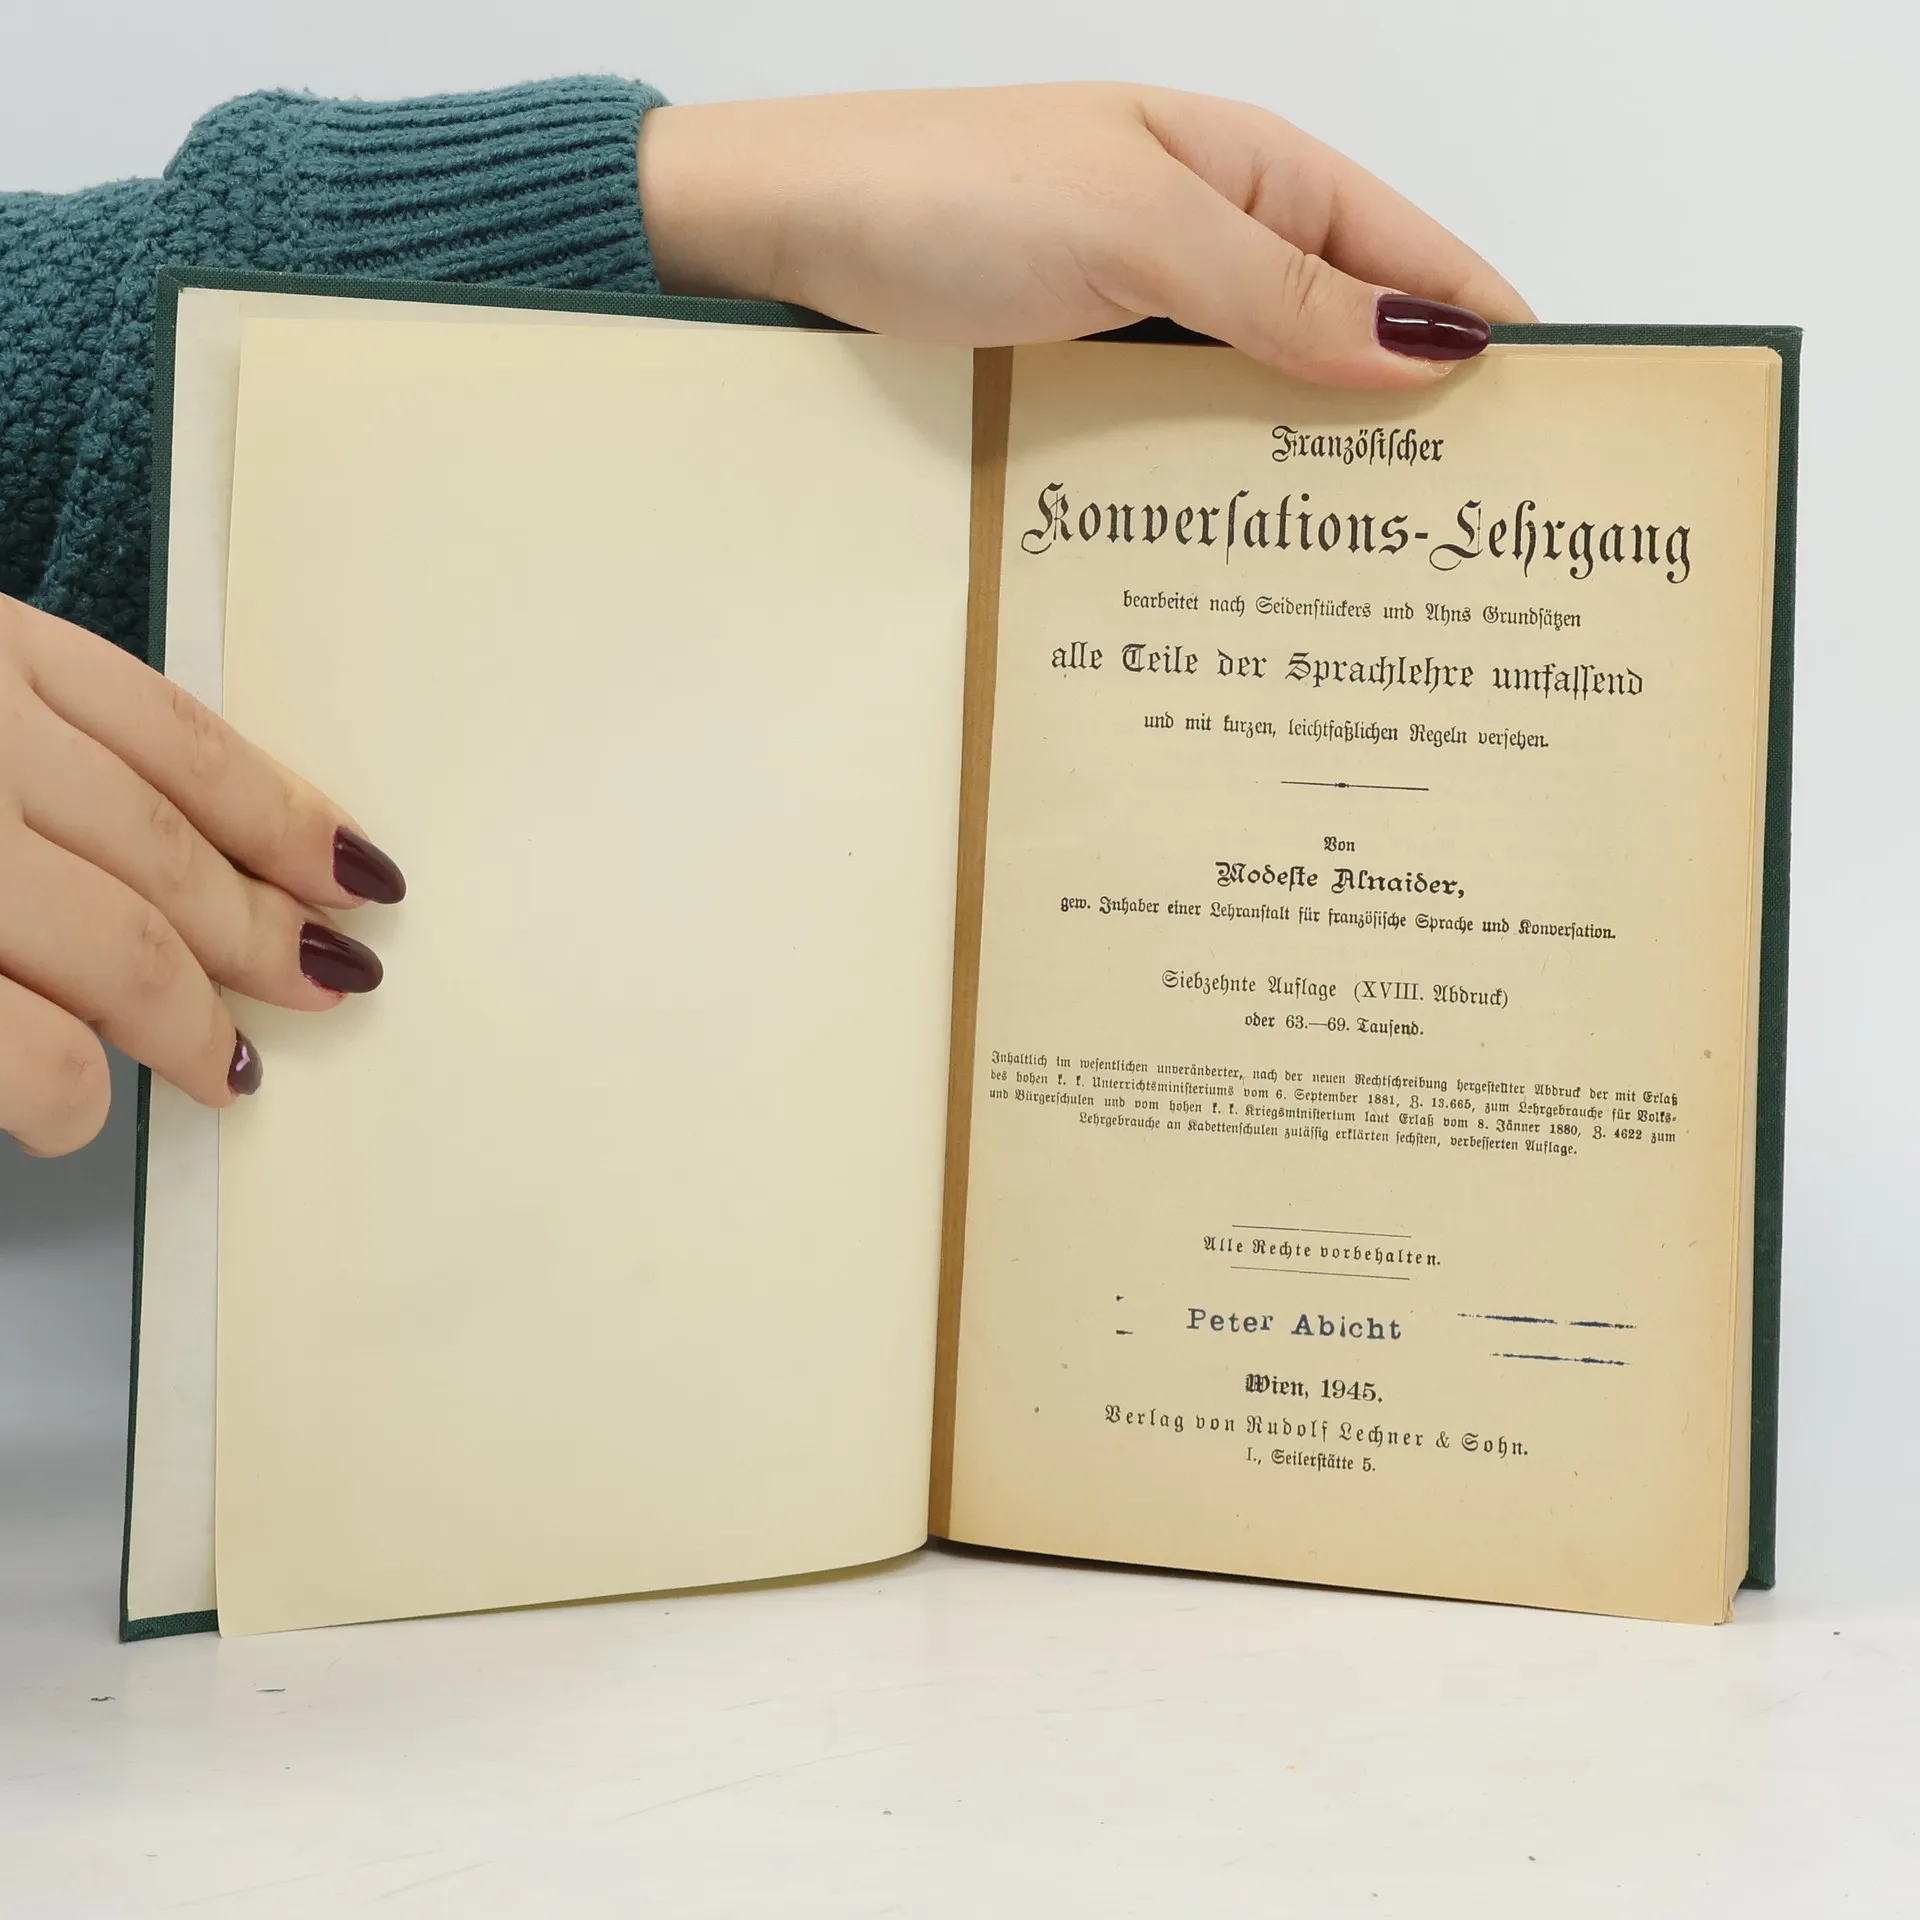 Französischer
Konversations-Lehrgang
bearbeitet nach Seidenstückers und Ahns Grundsätzen
alle Teile der Sprachlehre umfassend
und mit kurzen, leichtfaßlichen Regeln versehen.
Von
Modeste Alnaider,
gew. Inhaber einer Lehranstalt für französische Sprache und Konversation.
Siebzehnte Auflage (XVIII. Abdruck)
oder 63.—69. Tausend.
Inhaltlich im wesentlichen unveränderter, nach der neuen Rechtschreibung hergestellter Abdruck der mit Erlaß
des hohen k. k. Unterrichtsministeriums vom 6. September 1881, Z. 13.665, zum Lehrgebrauche für Volks-
und Bürgerschulen und vom hohen k. k. Kriegsministerium laut Erlaß vom 8. Jänner 1880, Z. 4622 zum
Lehrgebrauche an Kadettenschulen zulässig erklärten sechsten, verbesserten Auflage.
Alle Rechte vorbehalten.
Peter Abicht
Wien, 1945.
Verlag von Rudolf Lechner & Sohn.
I., Seilerstätte 5.